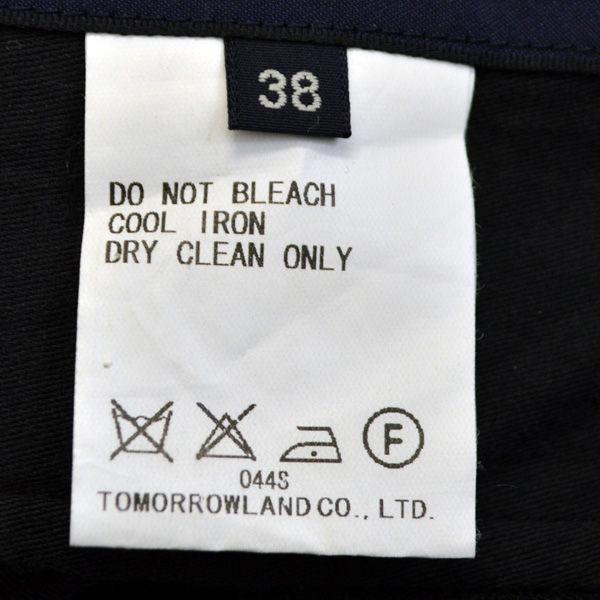 38
DO NOT BLEACH
COOL IRON
DRY CLEAN ONLY
F
044S
TOMORROWLAND CO., LTD.